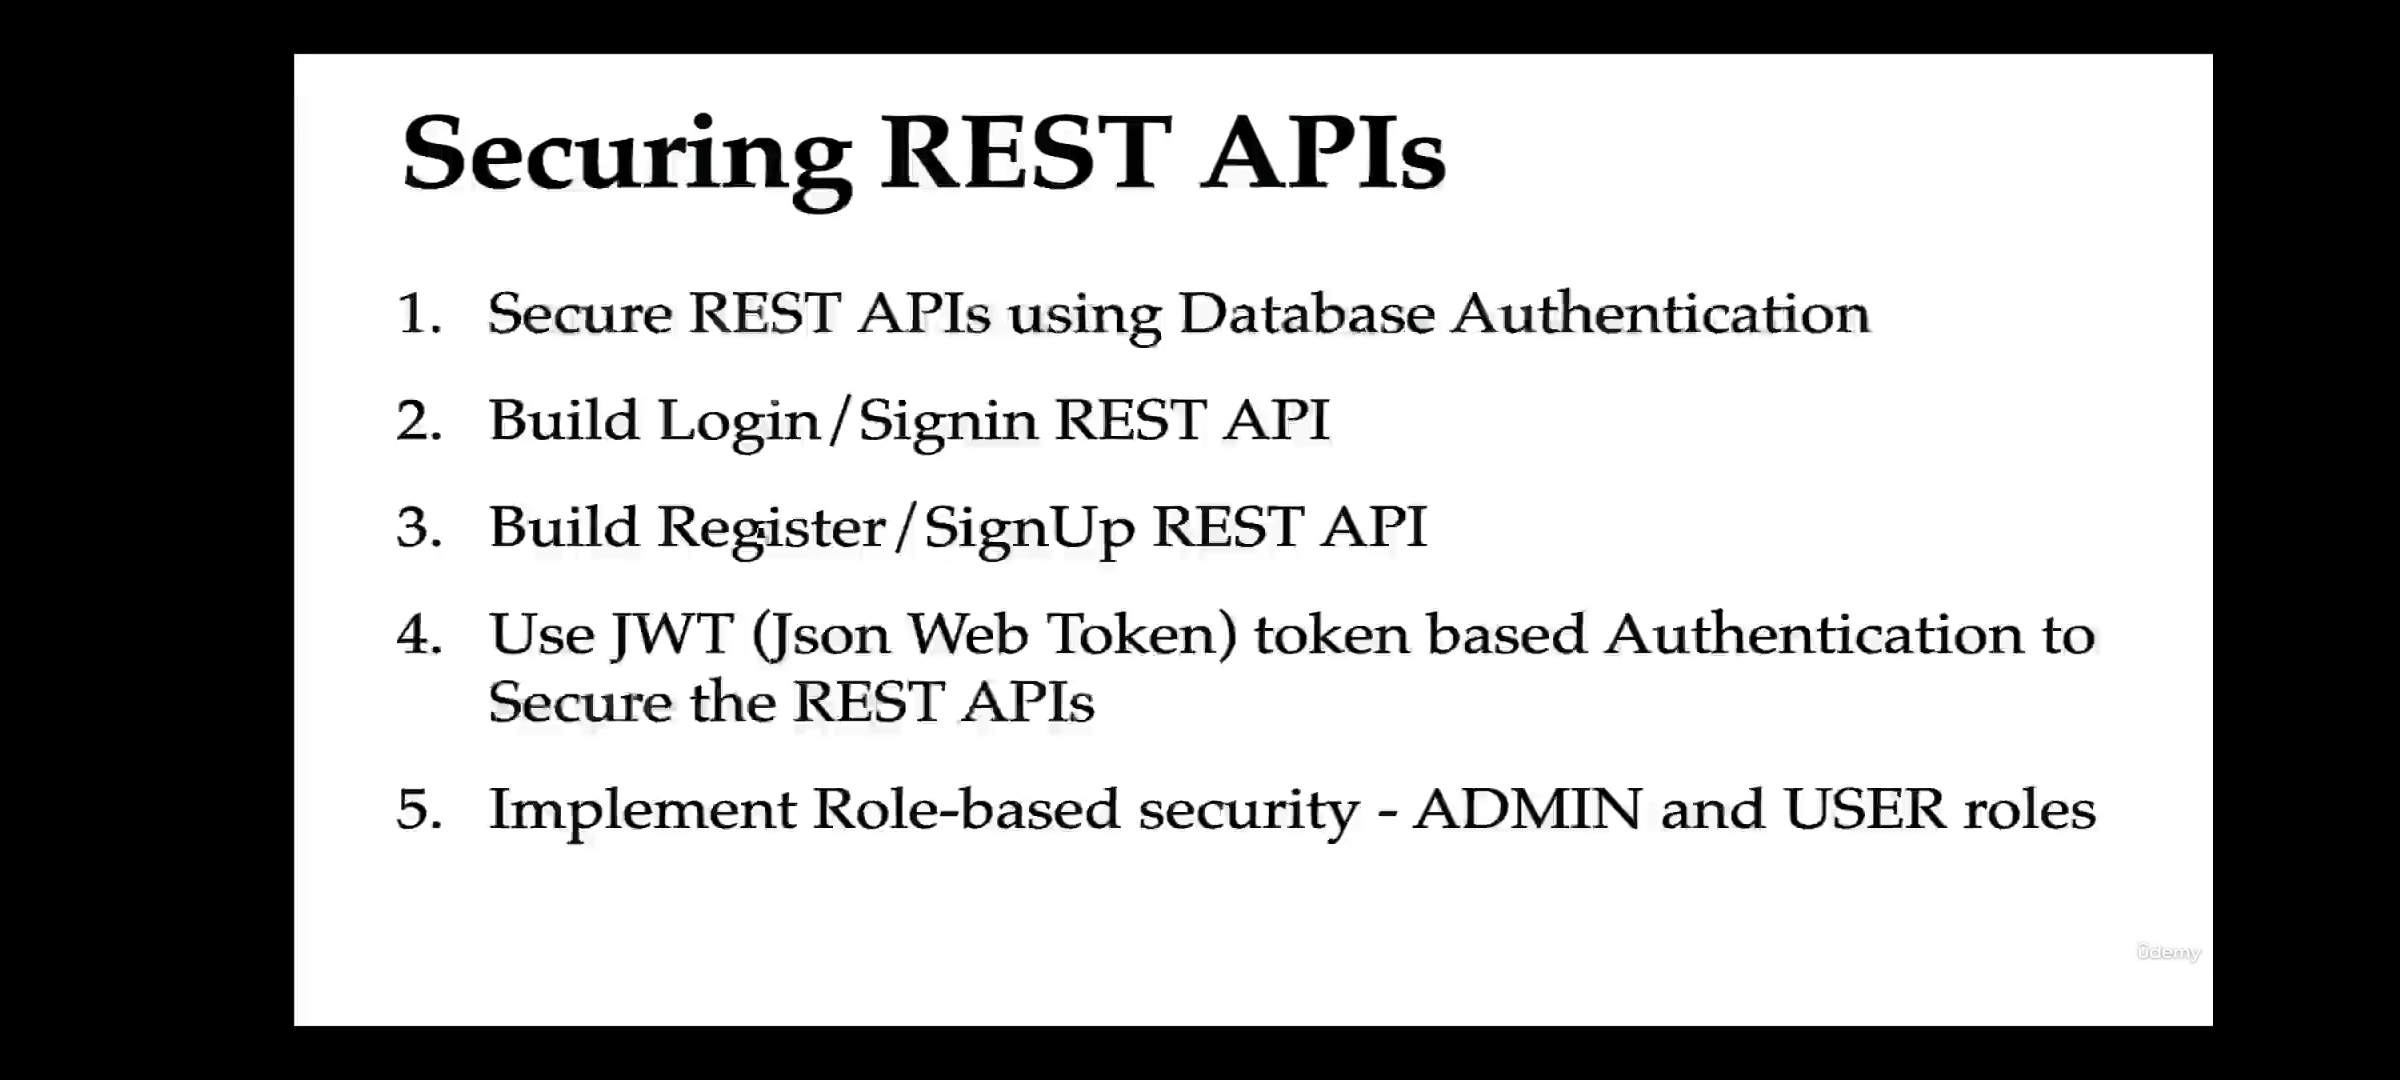 Securing REST APIs
1. Secure REST APIs using Database Authentication
2. Build Login/Signin REST API
3. Build Register/SignUp REST API
4. Use JWT (Json Web Token) token based Authentication to
Secure the REST APIs
5. Implement Role-based security - ADMIN and USER roles
ûdemy